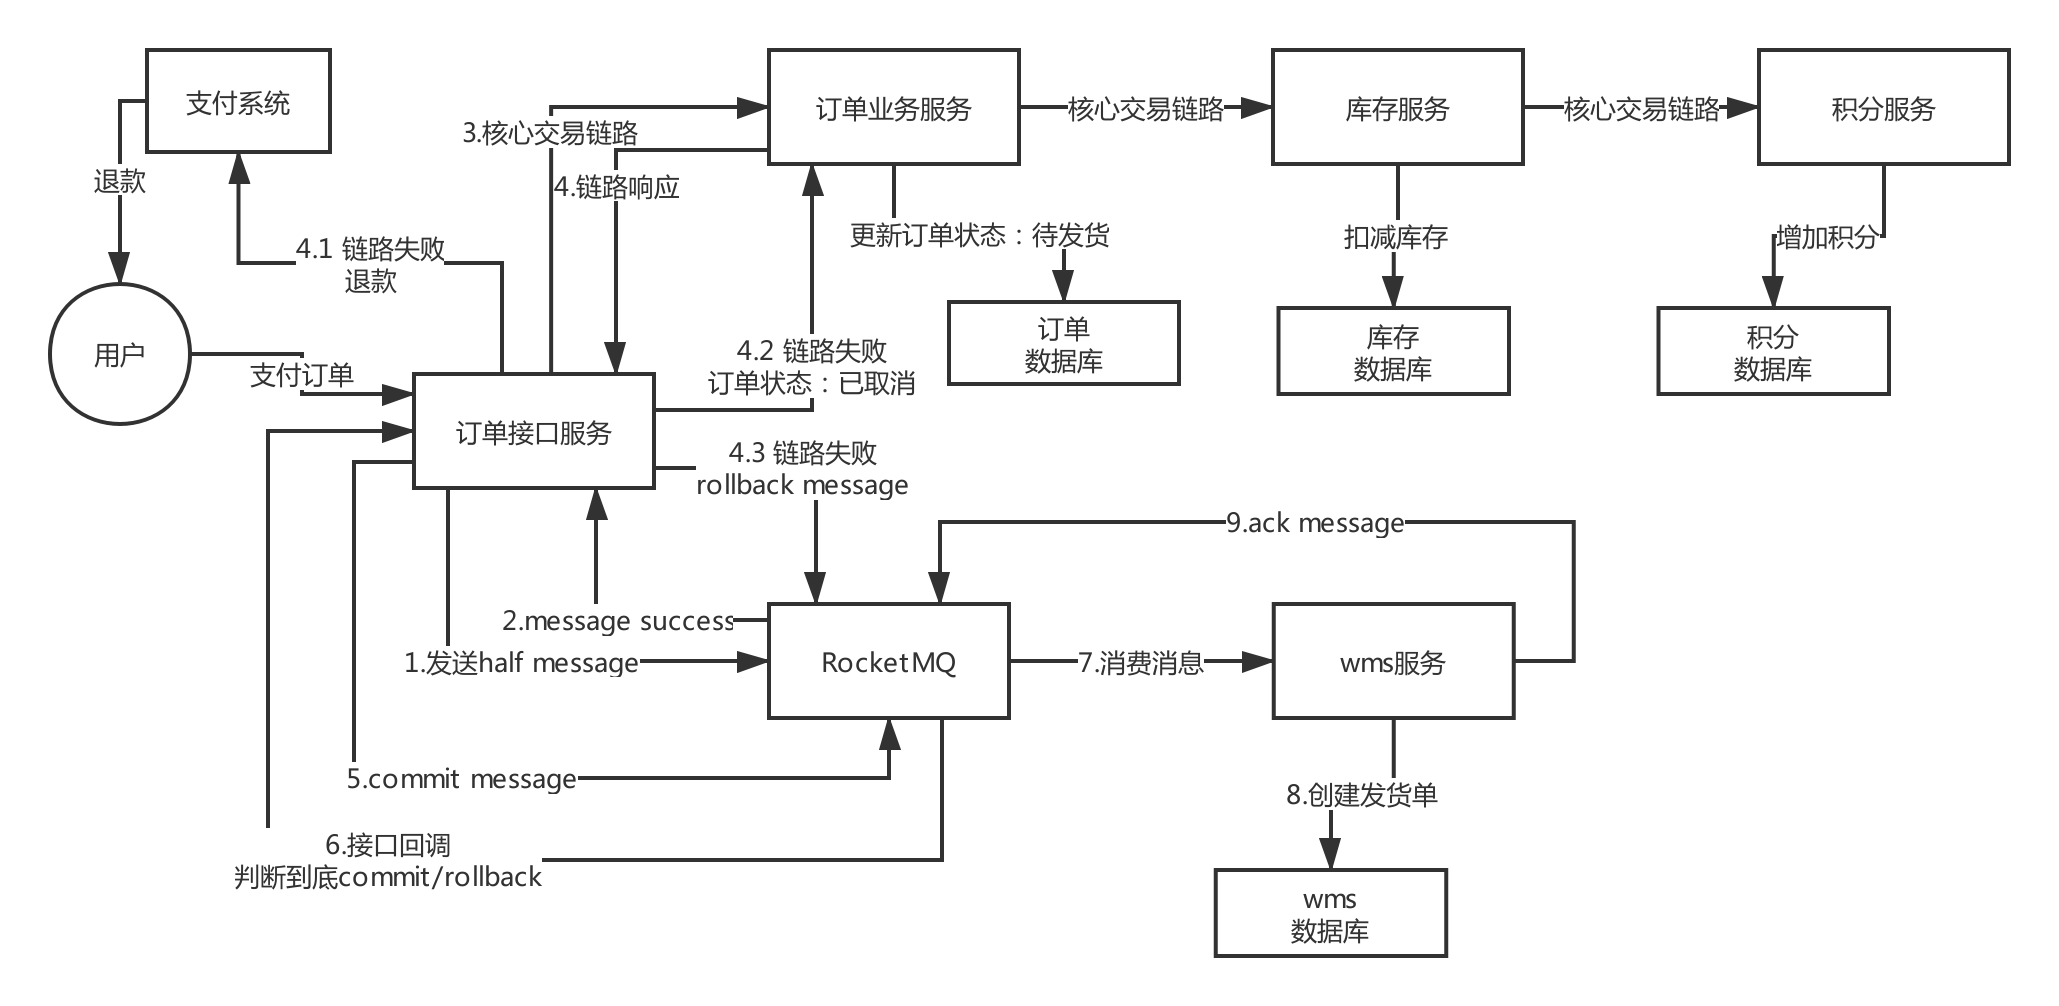 支付系统
订单业务服务
核心交易链路
库存服务
核心交易链路
积分服务
3.核心交易链路
退款
4.链路响应
4.1 链路失败
退款
更新订单状态：待发货
扣减库存
增加积分
用户
支付订单
4.2 链路失败
订单状态：已取消
订单
数据库
库存
数据库
积分
数据库
订单接口服务
4.3 链路失败
rollback message
9.ack message
2.message success
1.发送half message
RocketMQ
7.消费消息
wms服务
5.commit message
8.创建发货单
6.接口回调
判断到底commit/rollback
wms
数据库